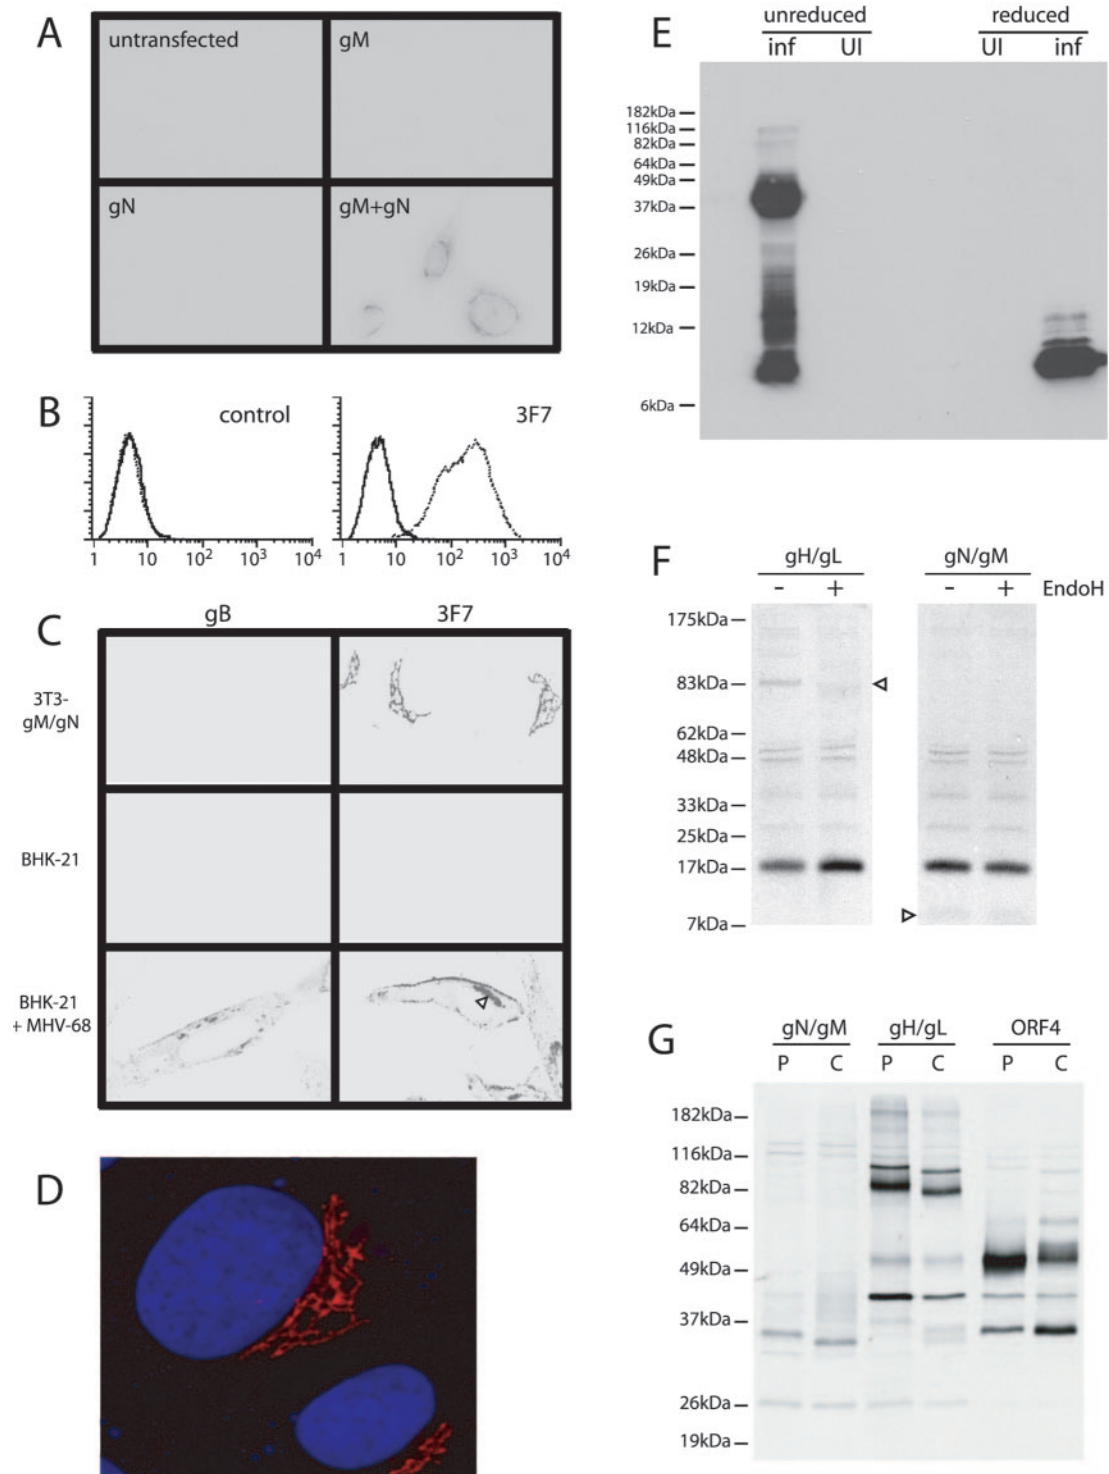 A
untransfected
gM
gN
gM+gN
B
control
3F7
1 10 10² 10³ 10⁴
1 10 10² 10³ 10⁴
C
gB 3F7
3T3-
gM/gN
BHK-21
BHK-21
+ MHV-68
D
E
unreduced reduced
inf UI UI inf
182kDa
116kDa
82kDa
64kDa
49kDa
37kDa
26kDa
19kDa
12kDa
6kDa
F
gH/gL gN/gM
- + - + EndoH
175kDa
83kDa
62kDa
48kDa
33kDa
25kDa
17kDa
7kDa
G
gN/gM gH/gL ORF4
P C P C P C
182kDa
116kDa
82kDa
64kDa
49kDa
37kDa
26kDa
19kDa